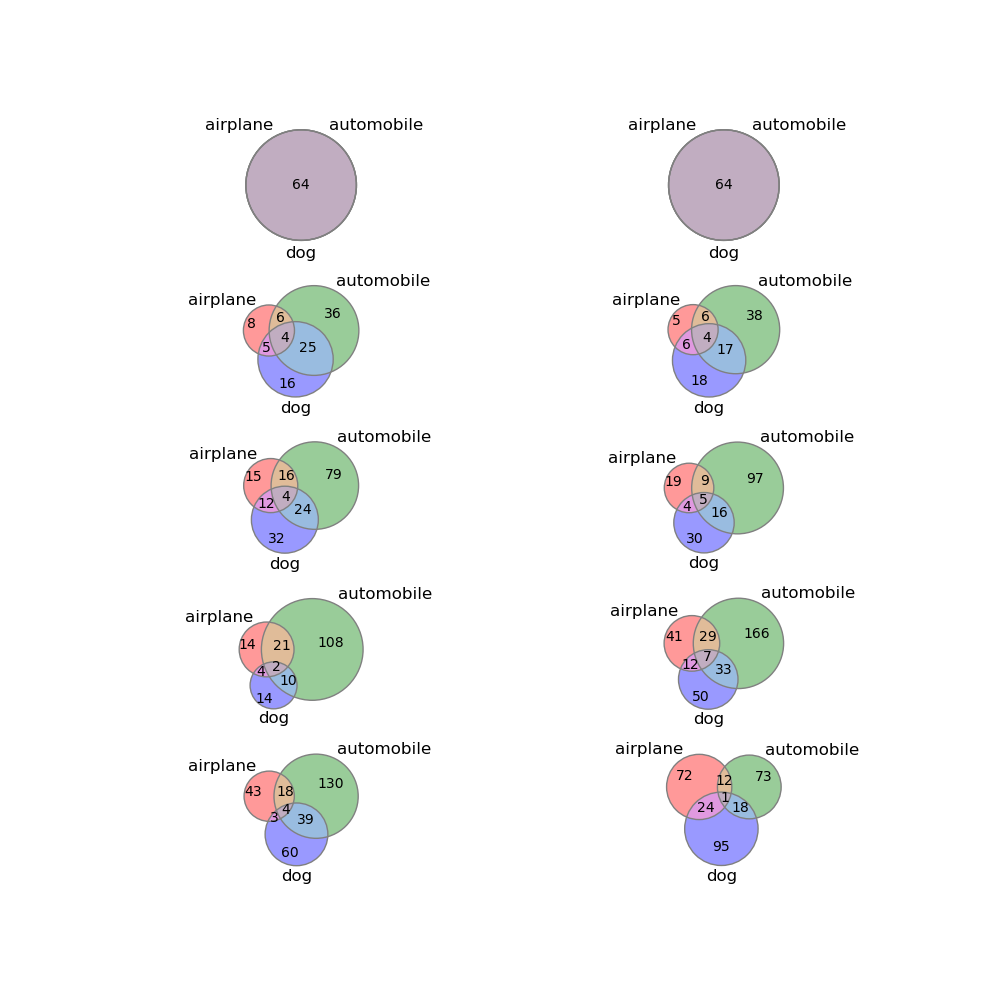 airplane automobile
64
dog
airplane automobile
64
dog
automobile
airplane
8 6 36
4
5 25
16
dog
automobile
airplane
5 6 38
4
6 17
18
dog
automobile
airplane
15 16 79
4
12 24
32
dog
automobile
airplane
19 9 97
5
4 16
30
dog
automobile
airplane
14 21 108
2
4 10
14
dog
automobile
airplane
41 29 166
7
12 33
50
dog
automobile
airplane
43 18 130
4
3 39
60
dog
airplane automobile
72 12 73
1
24 18
95
dog